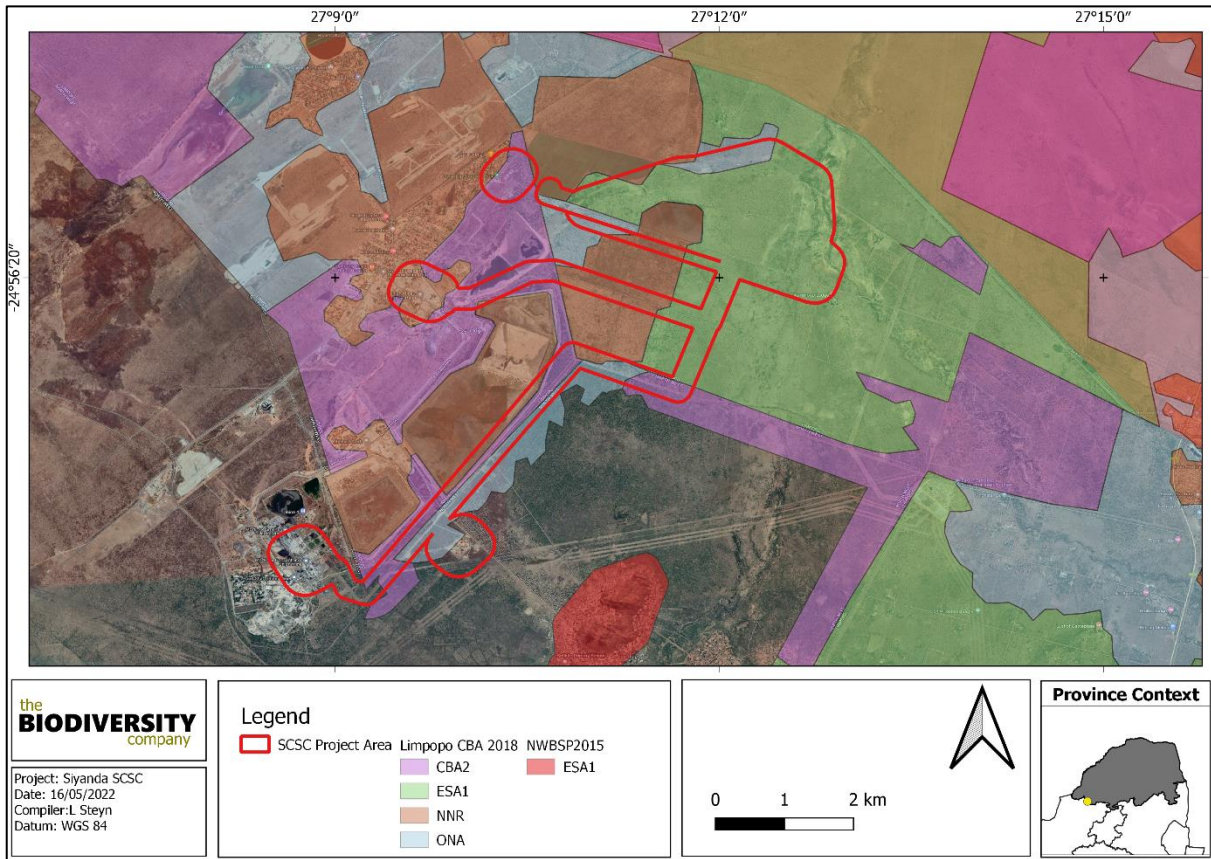 27°9′0″ 27°12′0″ 27°15′0″
-24°56′20″
the
BIODIVERSITY
company
Project: Siyanda SCSC
Date: 16/05/2022
Compiler:L Steyn
Datum: WGS 84
Legend
SCSC Project Area Limpopo CBA 2018 NWBSP2015
CBA2 ESA1
ESA1
NNR
ONA
0 1 2 km
Province Context